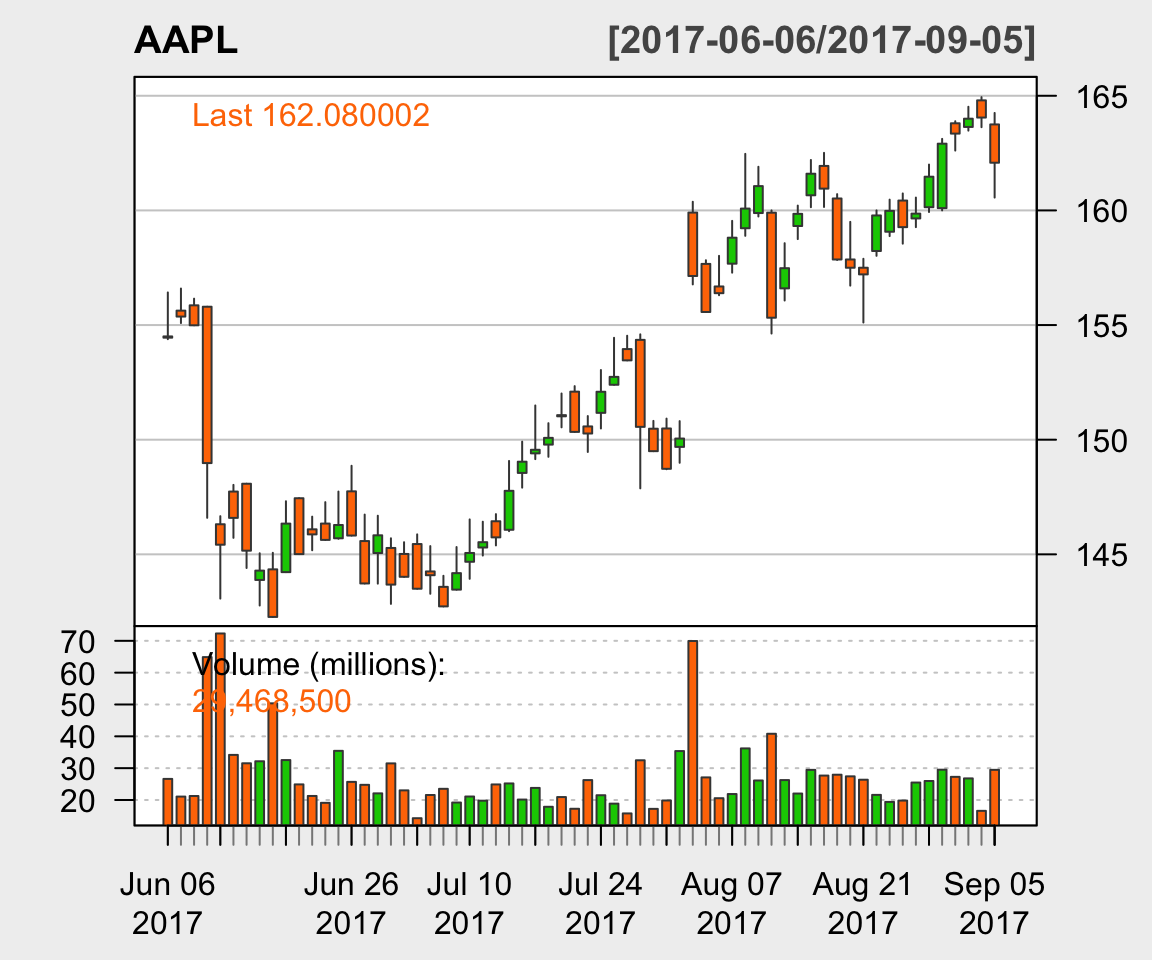 AAPL [2017-06-06/2017-09-05]
Last 162.080002
165
160
155
150
145
Volume (millions):
29,468,500
70
60
50
40
30
20
Jun 06 Jun 26 Jul 10 Jul 24 Aug 07 Aug 21 Sep 05
2017 2017 2017 2017 2017 2017 2017